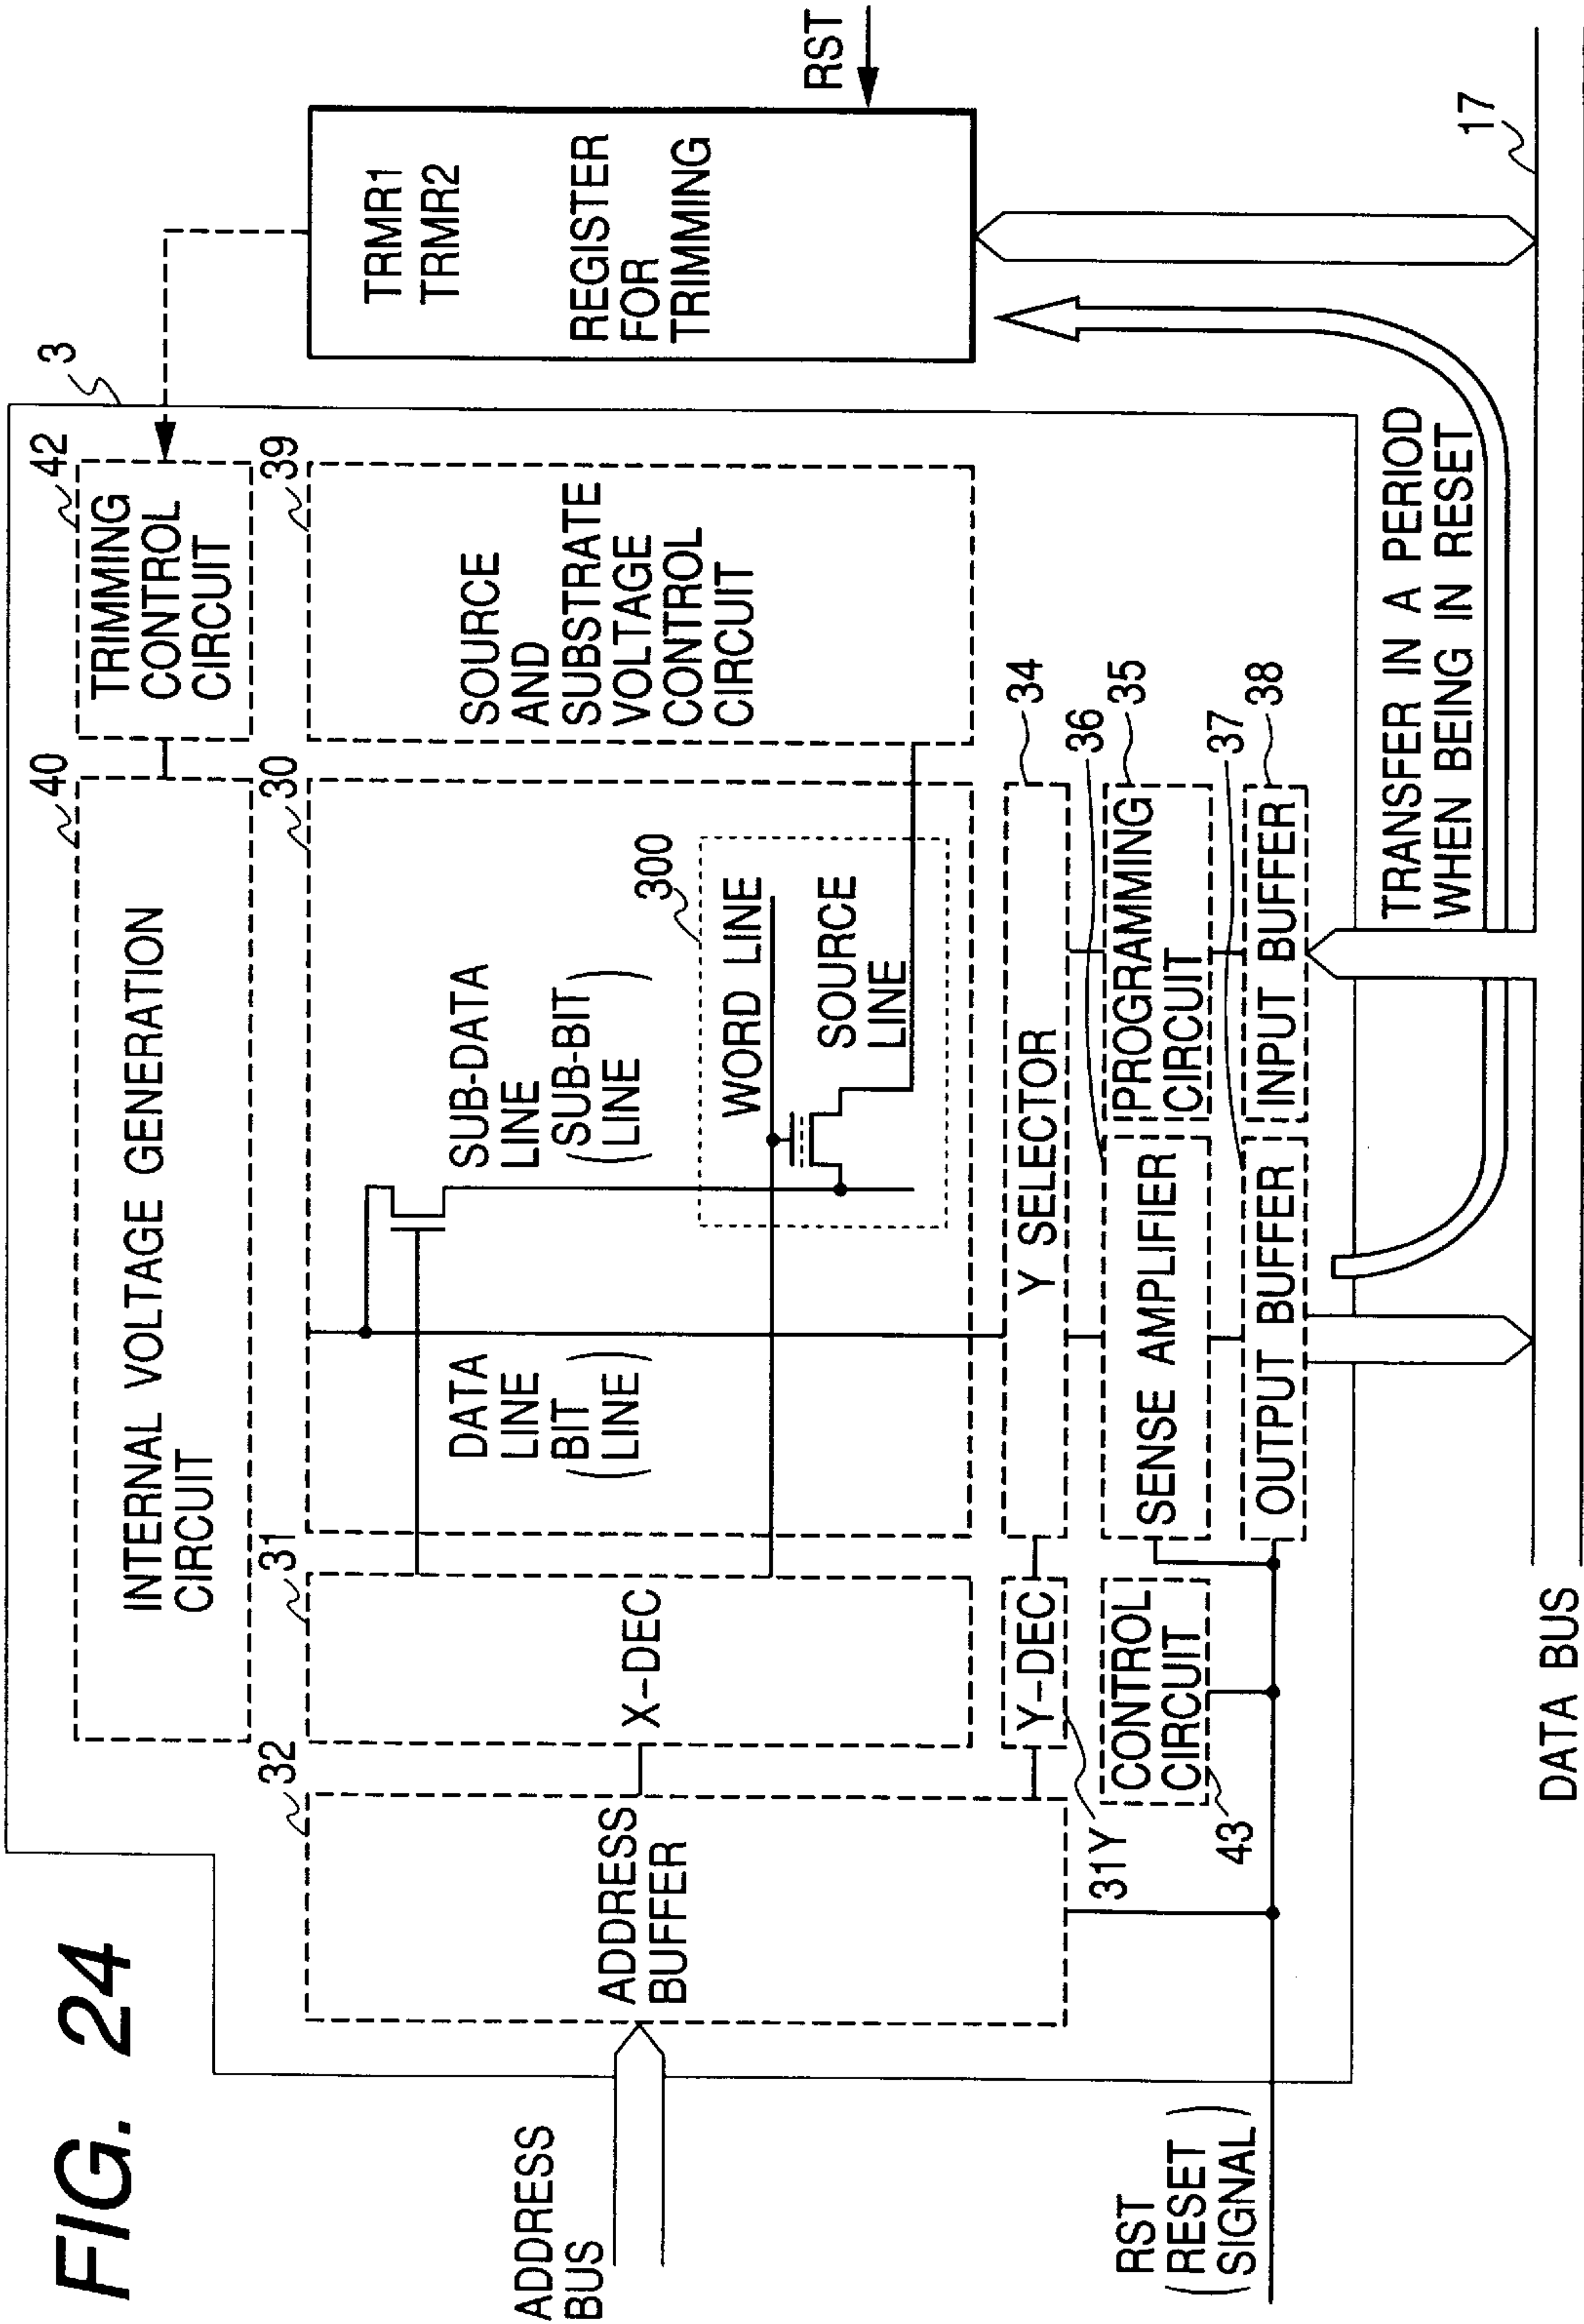 FIG. 24
3
40
INTERNAL VOLTAGE GENERATION
CIRCUIT
42
TRIMMING
CONTROL
CIRCUIT
TRMR1
TRMR2
REGISTER
FOR
TRIMMING
RST
ADDRESS
BUS
32
ADDRESS
BUFFER
31
X-DEC
30
DATA
LINE
(BIT
LINE)
SUB-DATA
LINE
(SUB-BIT
LINE)
300
WORD LINE
SOURCE
LINE
39
SOURCE
AND
SUBSTRATE
VOLTAGE
CONTROL
CIRCUIT
Y-DEC
31Y
Y SELECTOR
34
CONTROL
CIRCUIT
43
SENSE AMPLIFIER
36
PROGRAMMING
CIRCUIT
35
OUTPUT BUFFER
37
INPUT BUFFER
38
RST
(RESET
SIGNAL)
TRANSFER IN A PERIOD
WHEN BEING IN RESET
17
DATA BUS